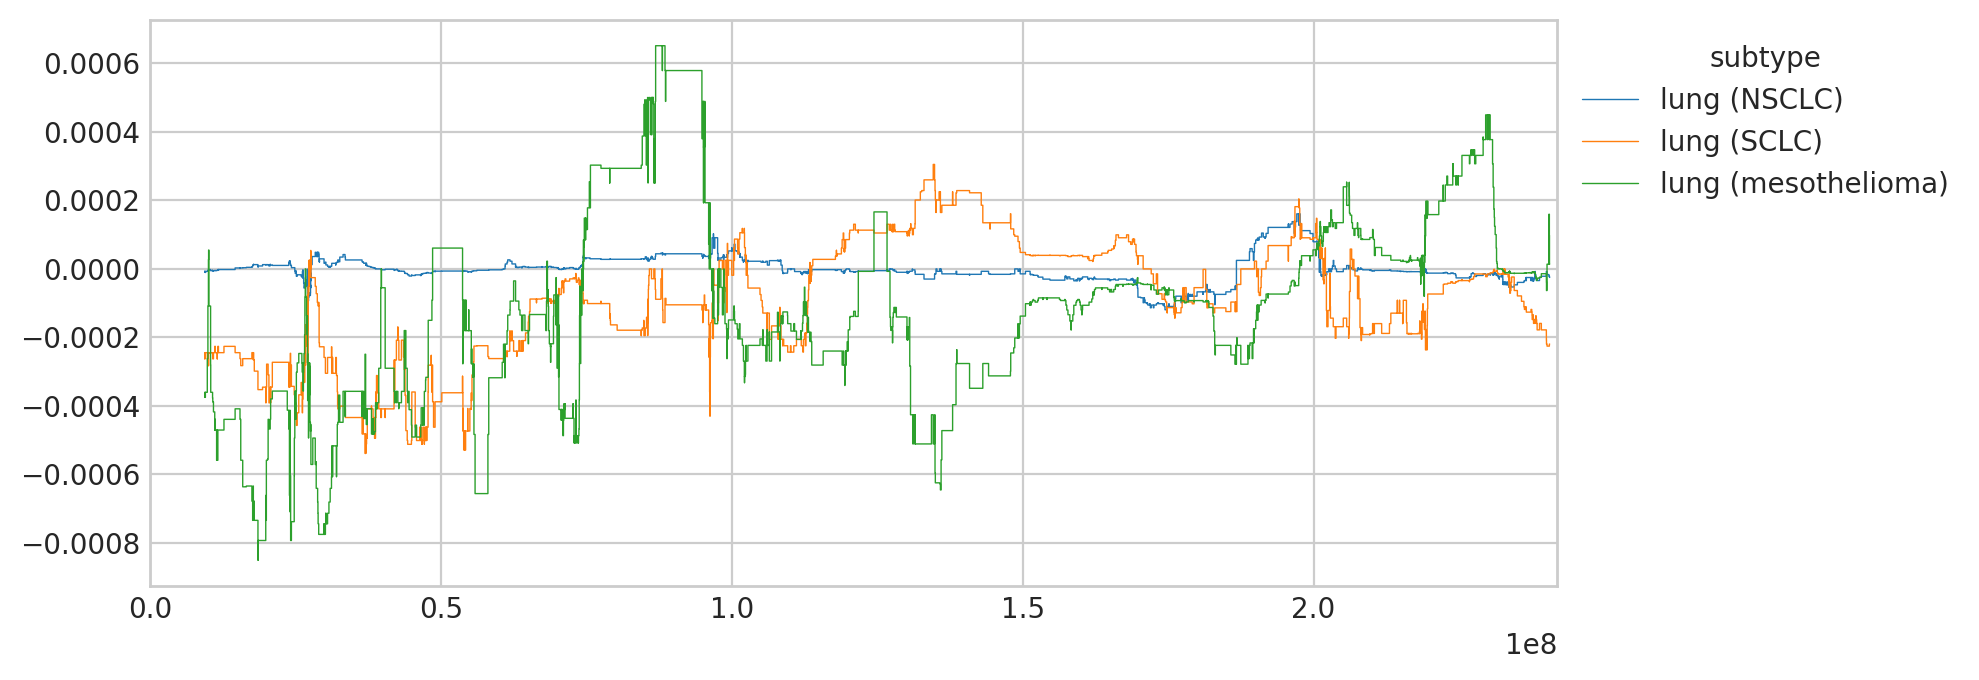 subtype
lung (NSCLC)
lung (SCLC)
lung (mesothelioma)
0.0006
0.0004
0.0002
0.0000
−0.0002
−0.0004
−0.0006
−0.0008
0.0 0.5 1.0 1.5 2.0
1e8